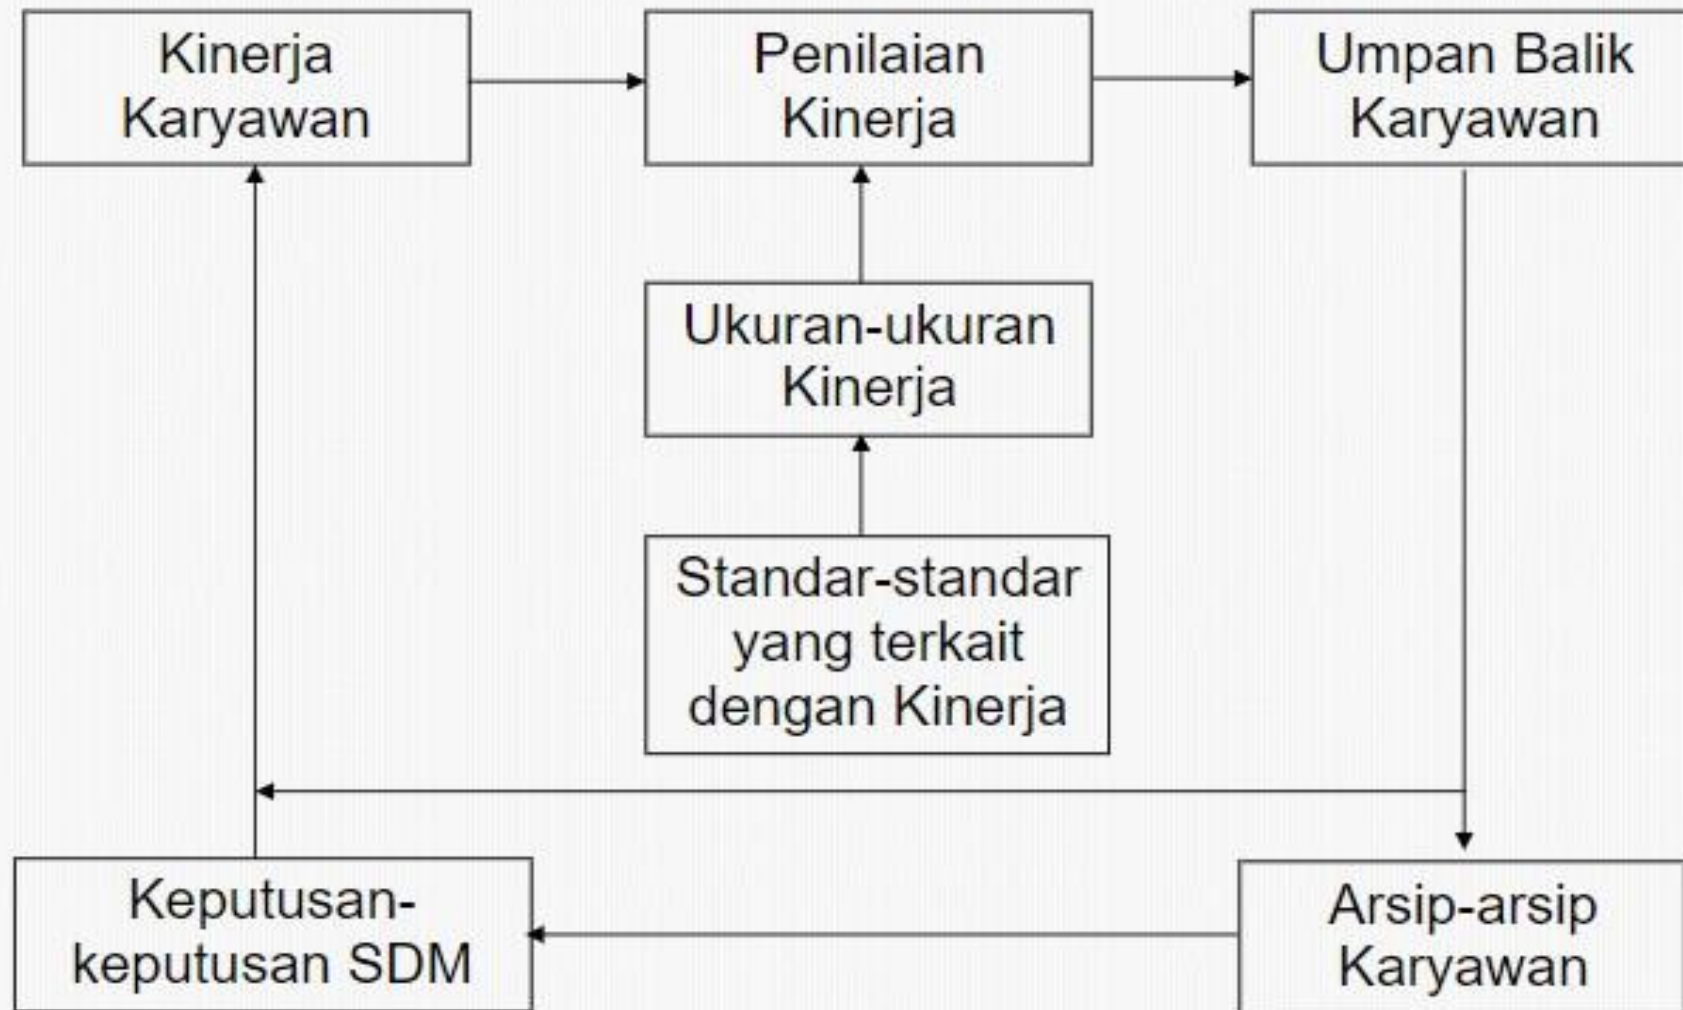 Kinerja
Karyawan
Penilaian
Kinerja
Umpan Balik
Karyawan
Ukuran-ukuran
Kinerja
Standar-standar
yang terkait
dengan Kinerja
Keputusan-
keputusan SDM
Arsip-arsip
Karyawan